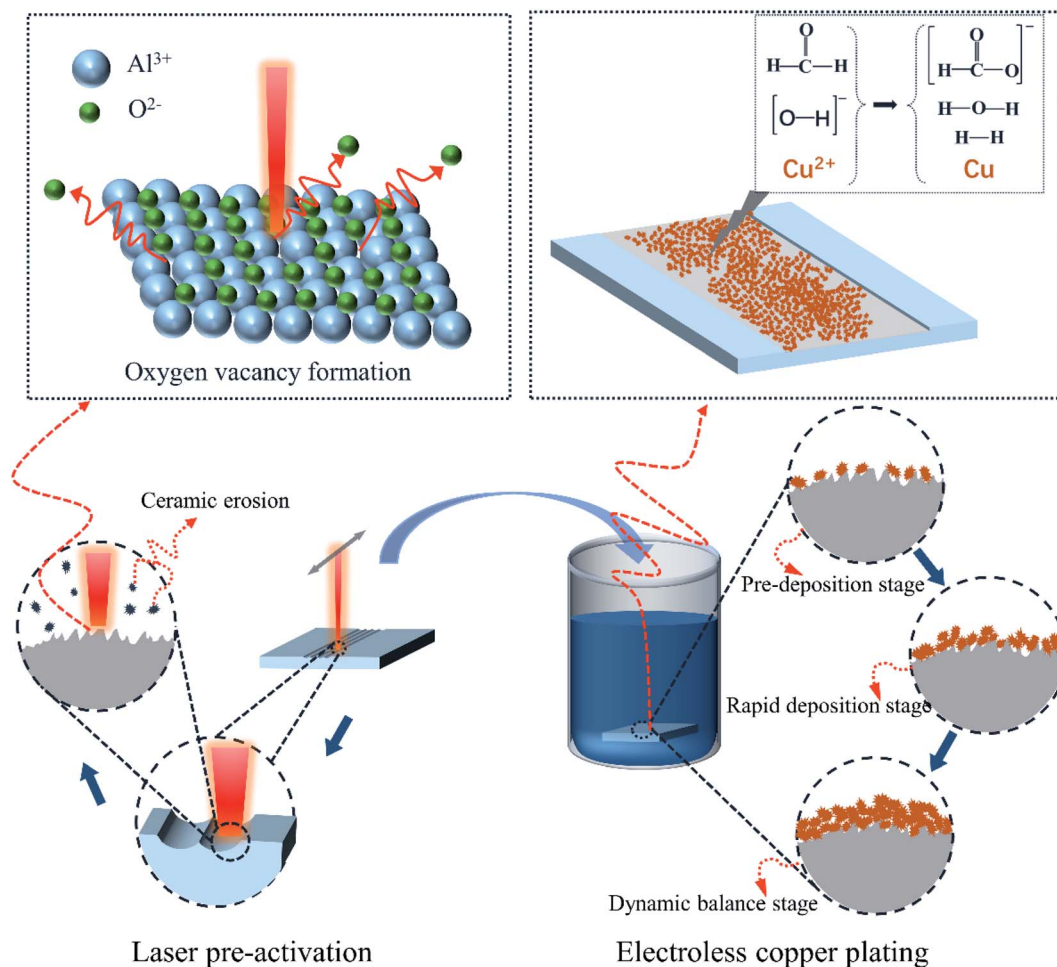 Al³⁺
O²⁻
Oxygen vacancy formation
O
H—C—H
[O—H]⁻
Cu²⁺
O
H—C—O
⁻
H—O—H
H—H
Cu
Ceramic erosion
Pre-deposition stage
Rapid deposition stage
Dynamic balance stage
Laser pre-activation
Electroless copper plating